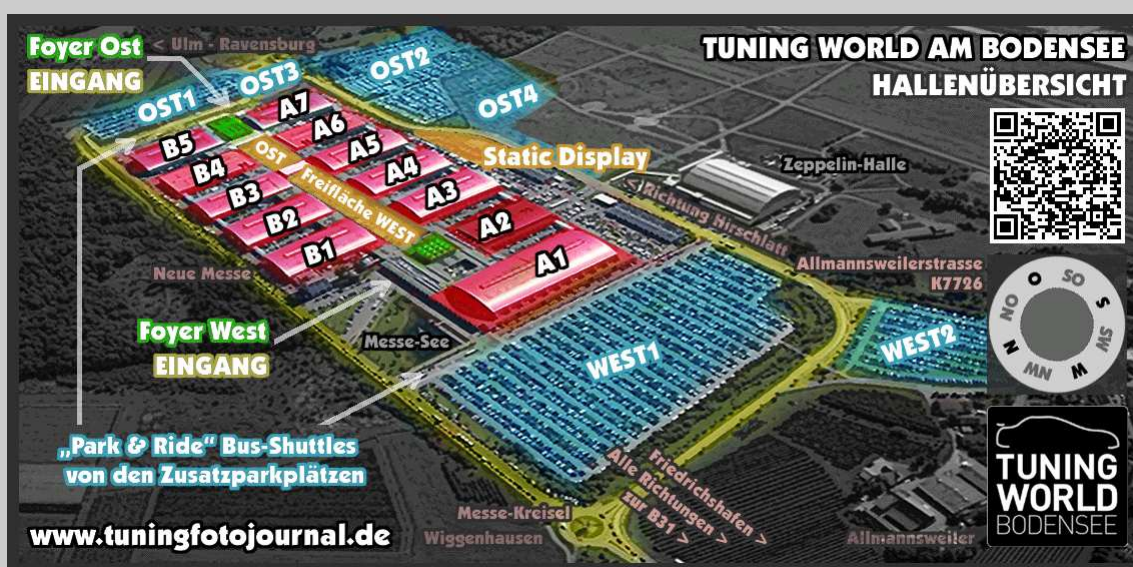 TUNING WORLD AM BODENSEE
HALLENÜBERSICHT
Foyer Ost
EINGANG
< Ulm - Ravensburg
OST1
OST3
OST2
OST4
A7
A6
A5
A4
A3
A2
A1
B5
B4
B3
B2
B1
OST
Freifläche WEST
Static Display
Zeppelin-Halle
< Richtung Hirschlatt
Allmannsweilerstrasse
K7726
Neue Messe
Foyer West
EINGANG
Messe-See
WEST1
WEST2
O
SO
S
SW
W
NW
N
NO
„Park & Ride“ Bus-Shuttles
von den Zusatzparkplätzen
www.tuningfotojournal.de
Messe-Kreisel
Wiggenhausen
Friedrichshafen >
Alle Richtungen >
zur B31 >
Allmannsweiler
TUNING
WORLD
BODENSEE